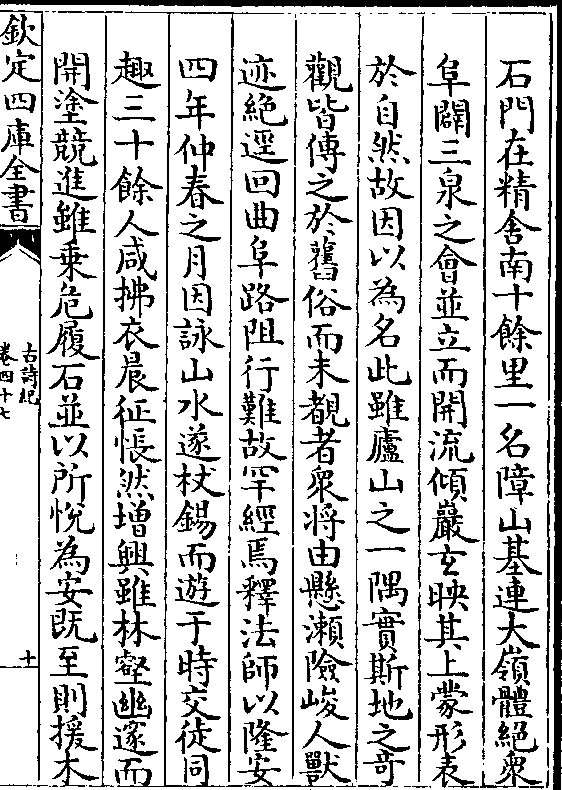 石門在精舎南十餘里一名障山基連大嶺體絶衆
阜闢三泉之㑹並立而開流傾巖𤣥映其上蒙形表
於自然故因以為名此雖廬山之一隅實斯地之竒
觀皆傳之於舊俗而未覩者衆將由懸瀬險峻人獸
迹絶逕回曲阜路阻行難故罕經焉釋法師以隆安
四年仲春之月因詠山水遂杖錫而遊于時交徒同
趣三十餘人咸拂衣晨征悵然增興雖林壑幽邃而
開塗競進雖乗危履石並以所悅為安既至則援木
欽定四庫全書
古詩紀
卷四十七
十